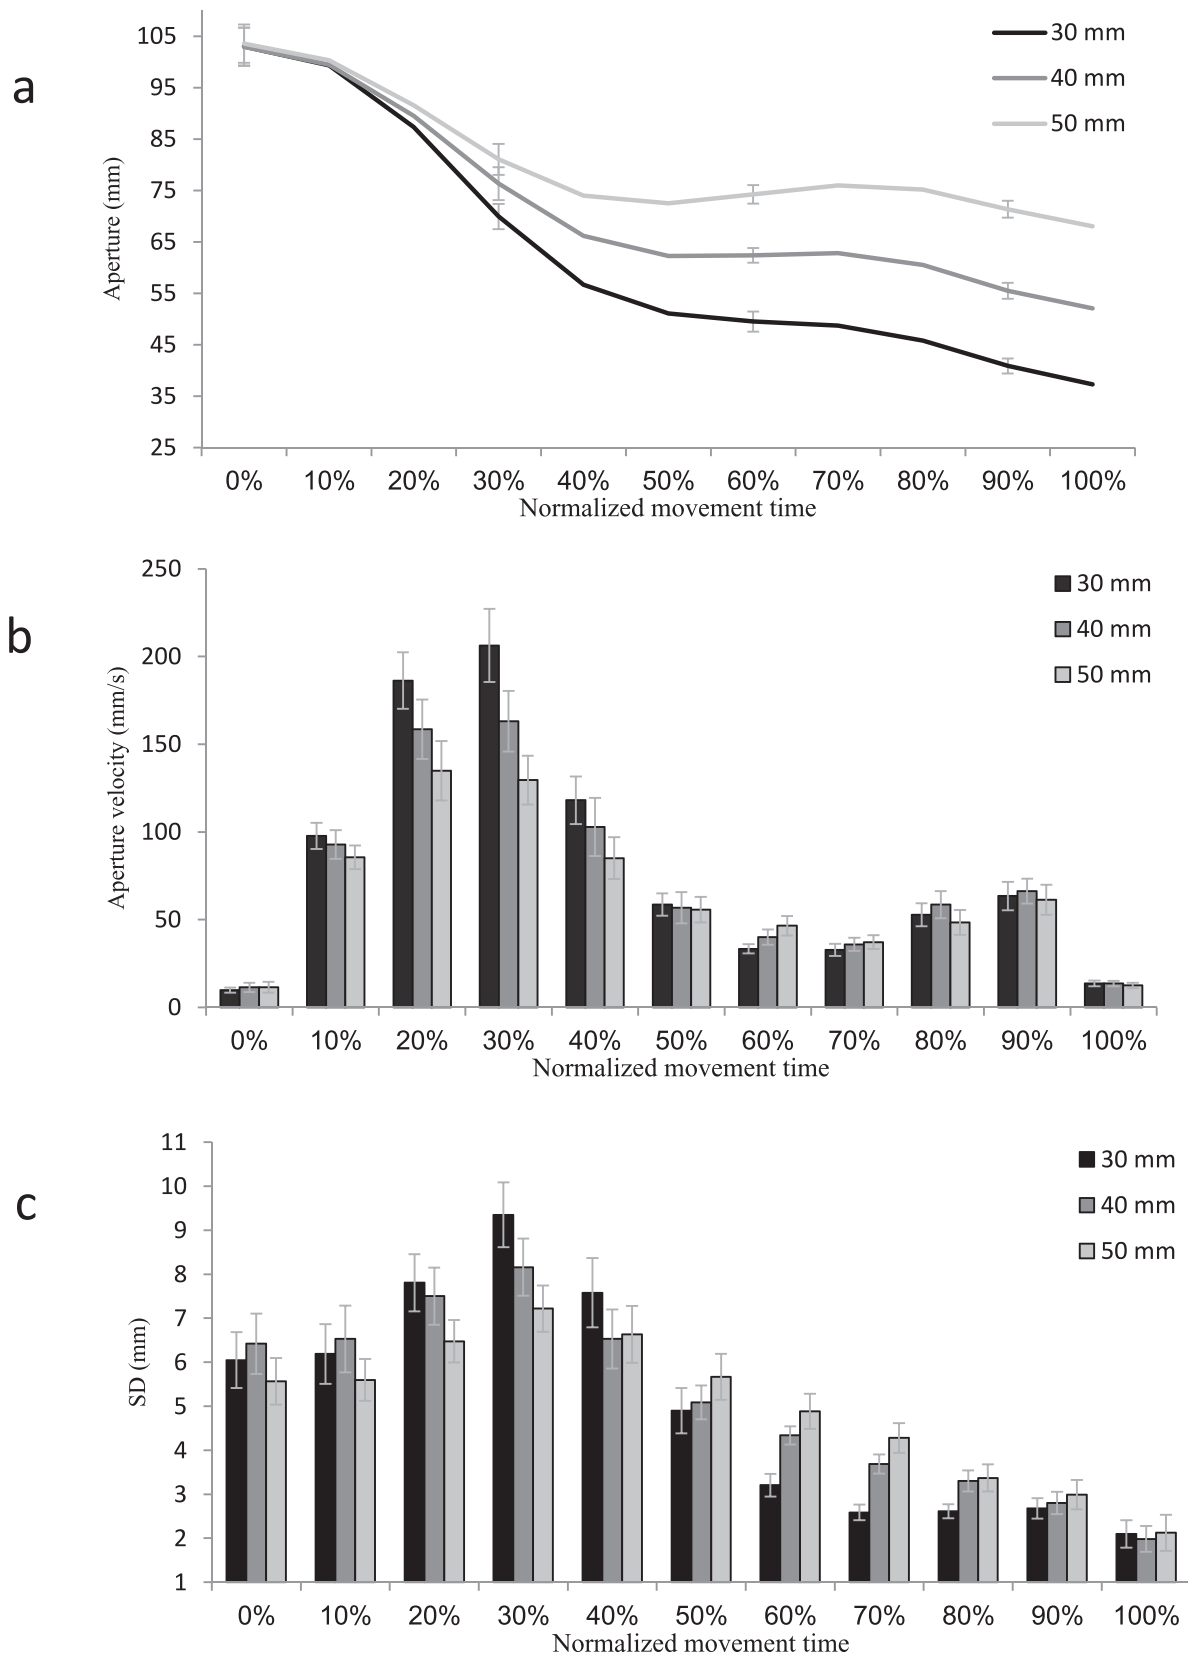 a
Aperture (mm)
105
95
85
75
65
55
45
35
25
30 mm
40 mm
50 mm
0% 10% 20% 30% 40% 50% 60% 70% 80% 90% 100%
Normalized movement time
b
Aperture velocity (mm/s)
250
200
150
100
50
0
30 mm
40 mm
50 mm
0% 10% 20% 30% 40% 50% 60% 70% 80% 90% 100%
Normalized movement time
c
SD (mm)
11
10
9
8
7
6
5
4
3
2
1
30 mm
40 mm
50 mm
0% 10% 20% 30% 40% 50% 60% 70% 80% 90% 100%
Normalized movement time